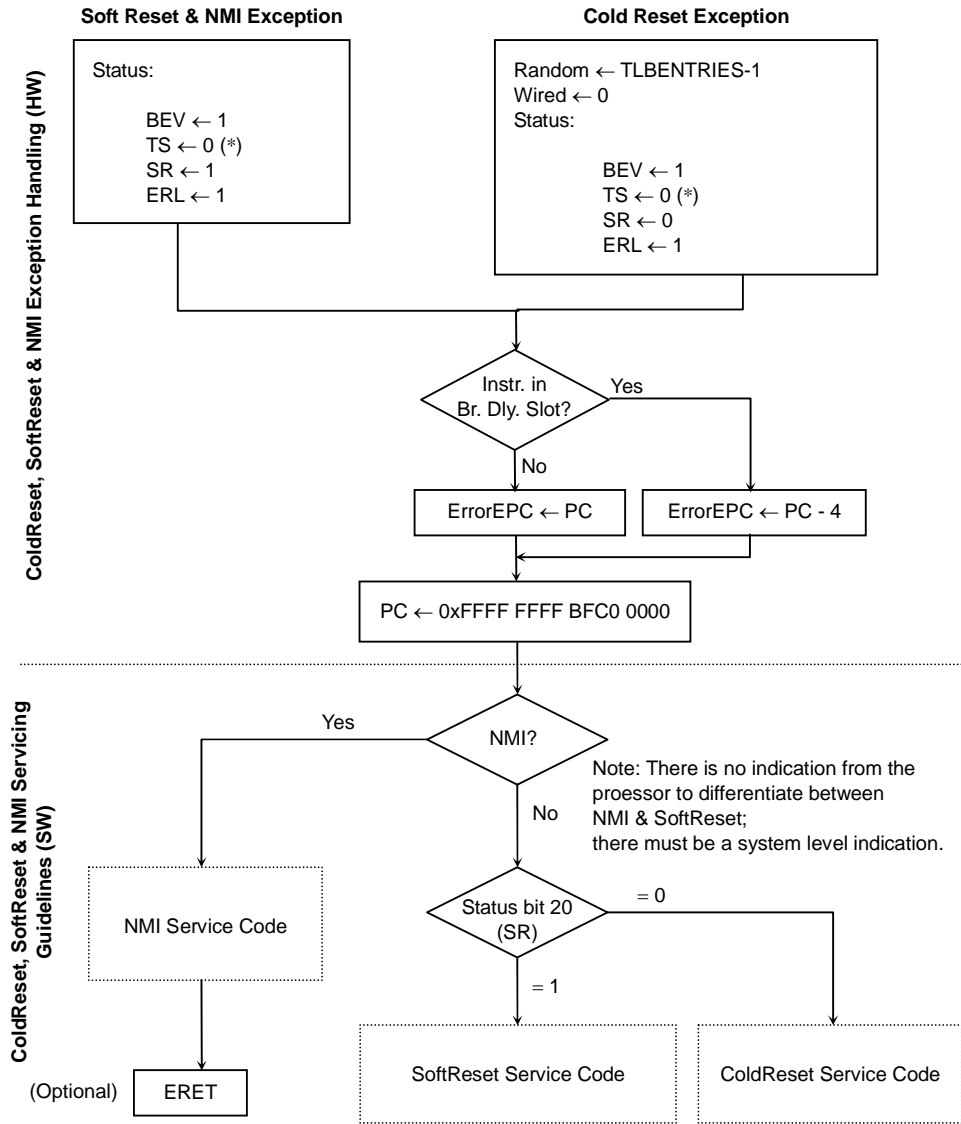 Soft Reset & NMI Exception
Cold Reset Exception
ColdReset, SoftReset & NMI Exception Handling (HW)
Status:
BEV ← 1
TS ← 0 (*)
SR ← 1
ERL ← 1
Random ← TLBENTRIES-1
Wired ← 0
Status:
BEV ← 1
TS ← 0 (*)
SR ← 0
ERL ← 1
Instr. in
Br. Dly. Slot?
Yes
No
ErrorEPC ← PC
ErrorEPC ← PC - 4
PC ← 0xFFFF FFFF BFC0 0000
ColdReset, SoftReset & NMI Servicing
Guidelines (SW)
Yes
NMI?
No
Note: There is no indication from the
proessor to differentiate between
NMI & SoftReset;
there must be a system level indication.
NMI Service Code
Status bit 20
(SR)
= 0
= 1
SoftReset Service Code
ColdReset Service Code
(Optional)
ERET